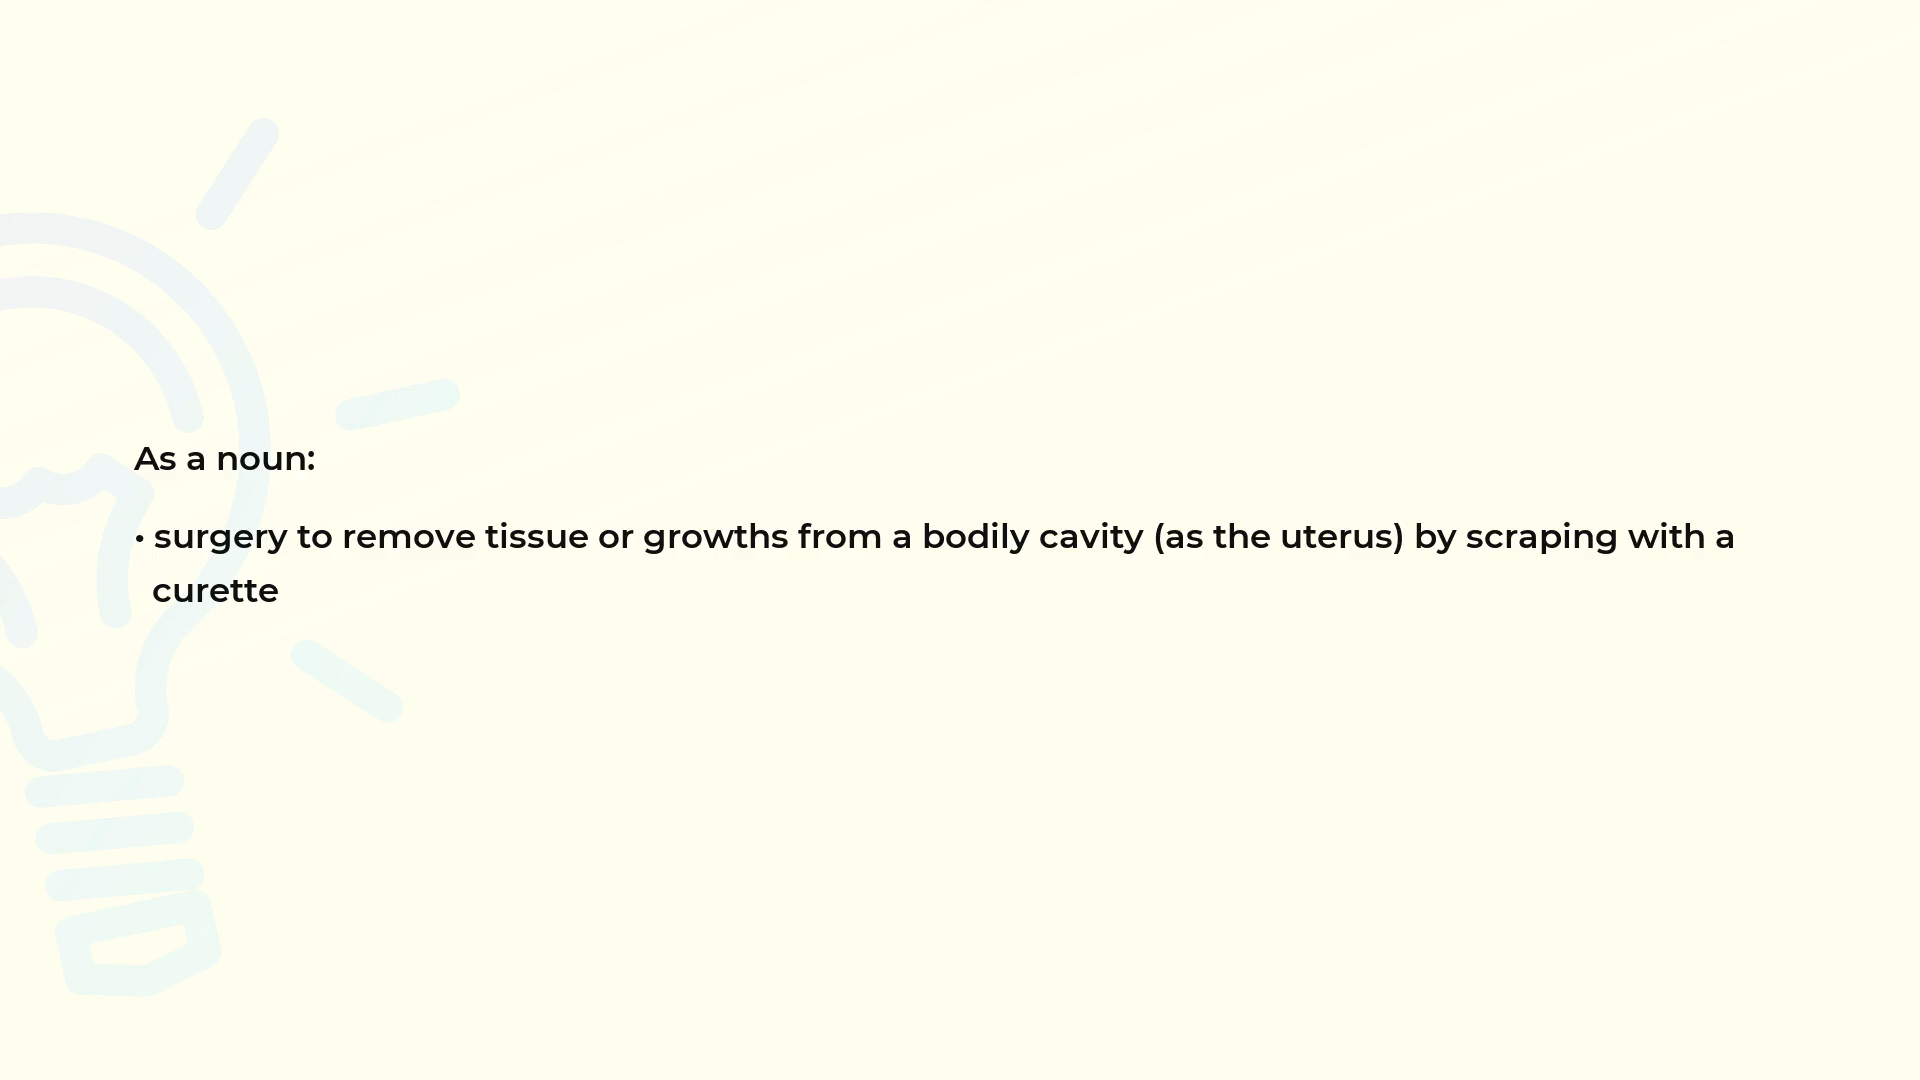 As a noun:
• surgery to remove tissue or growths from a bodily cavity (as the uterus) by scraping with a
curette